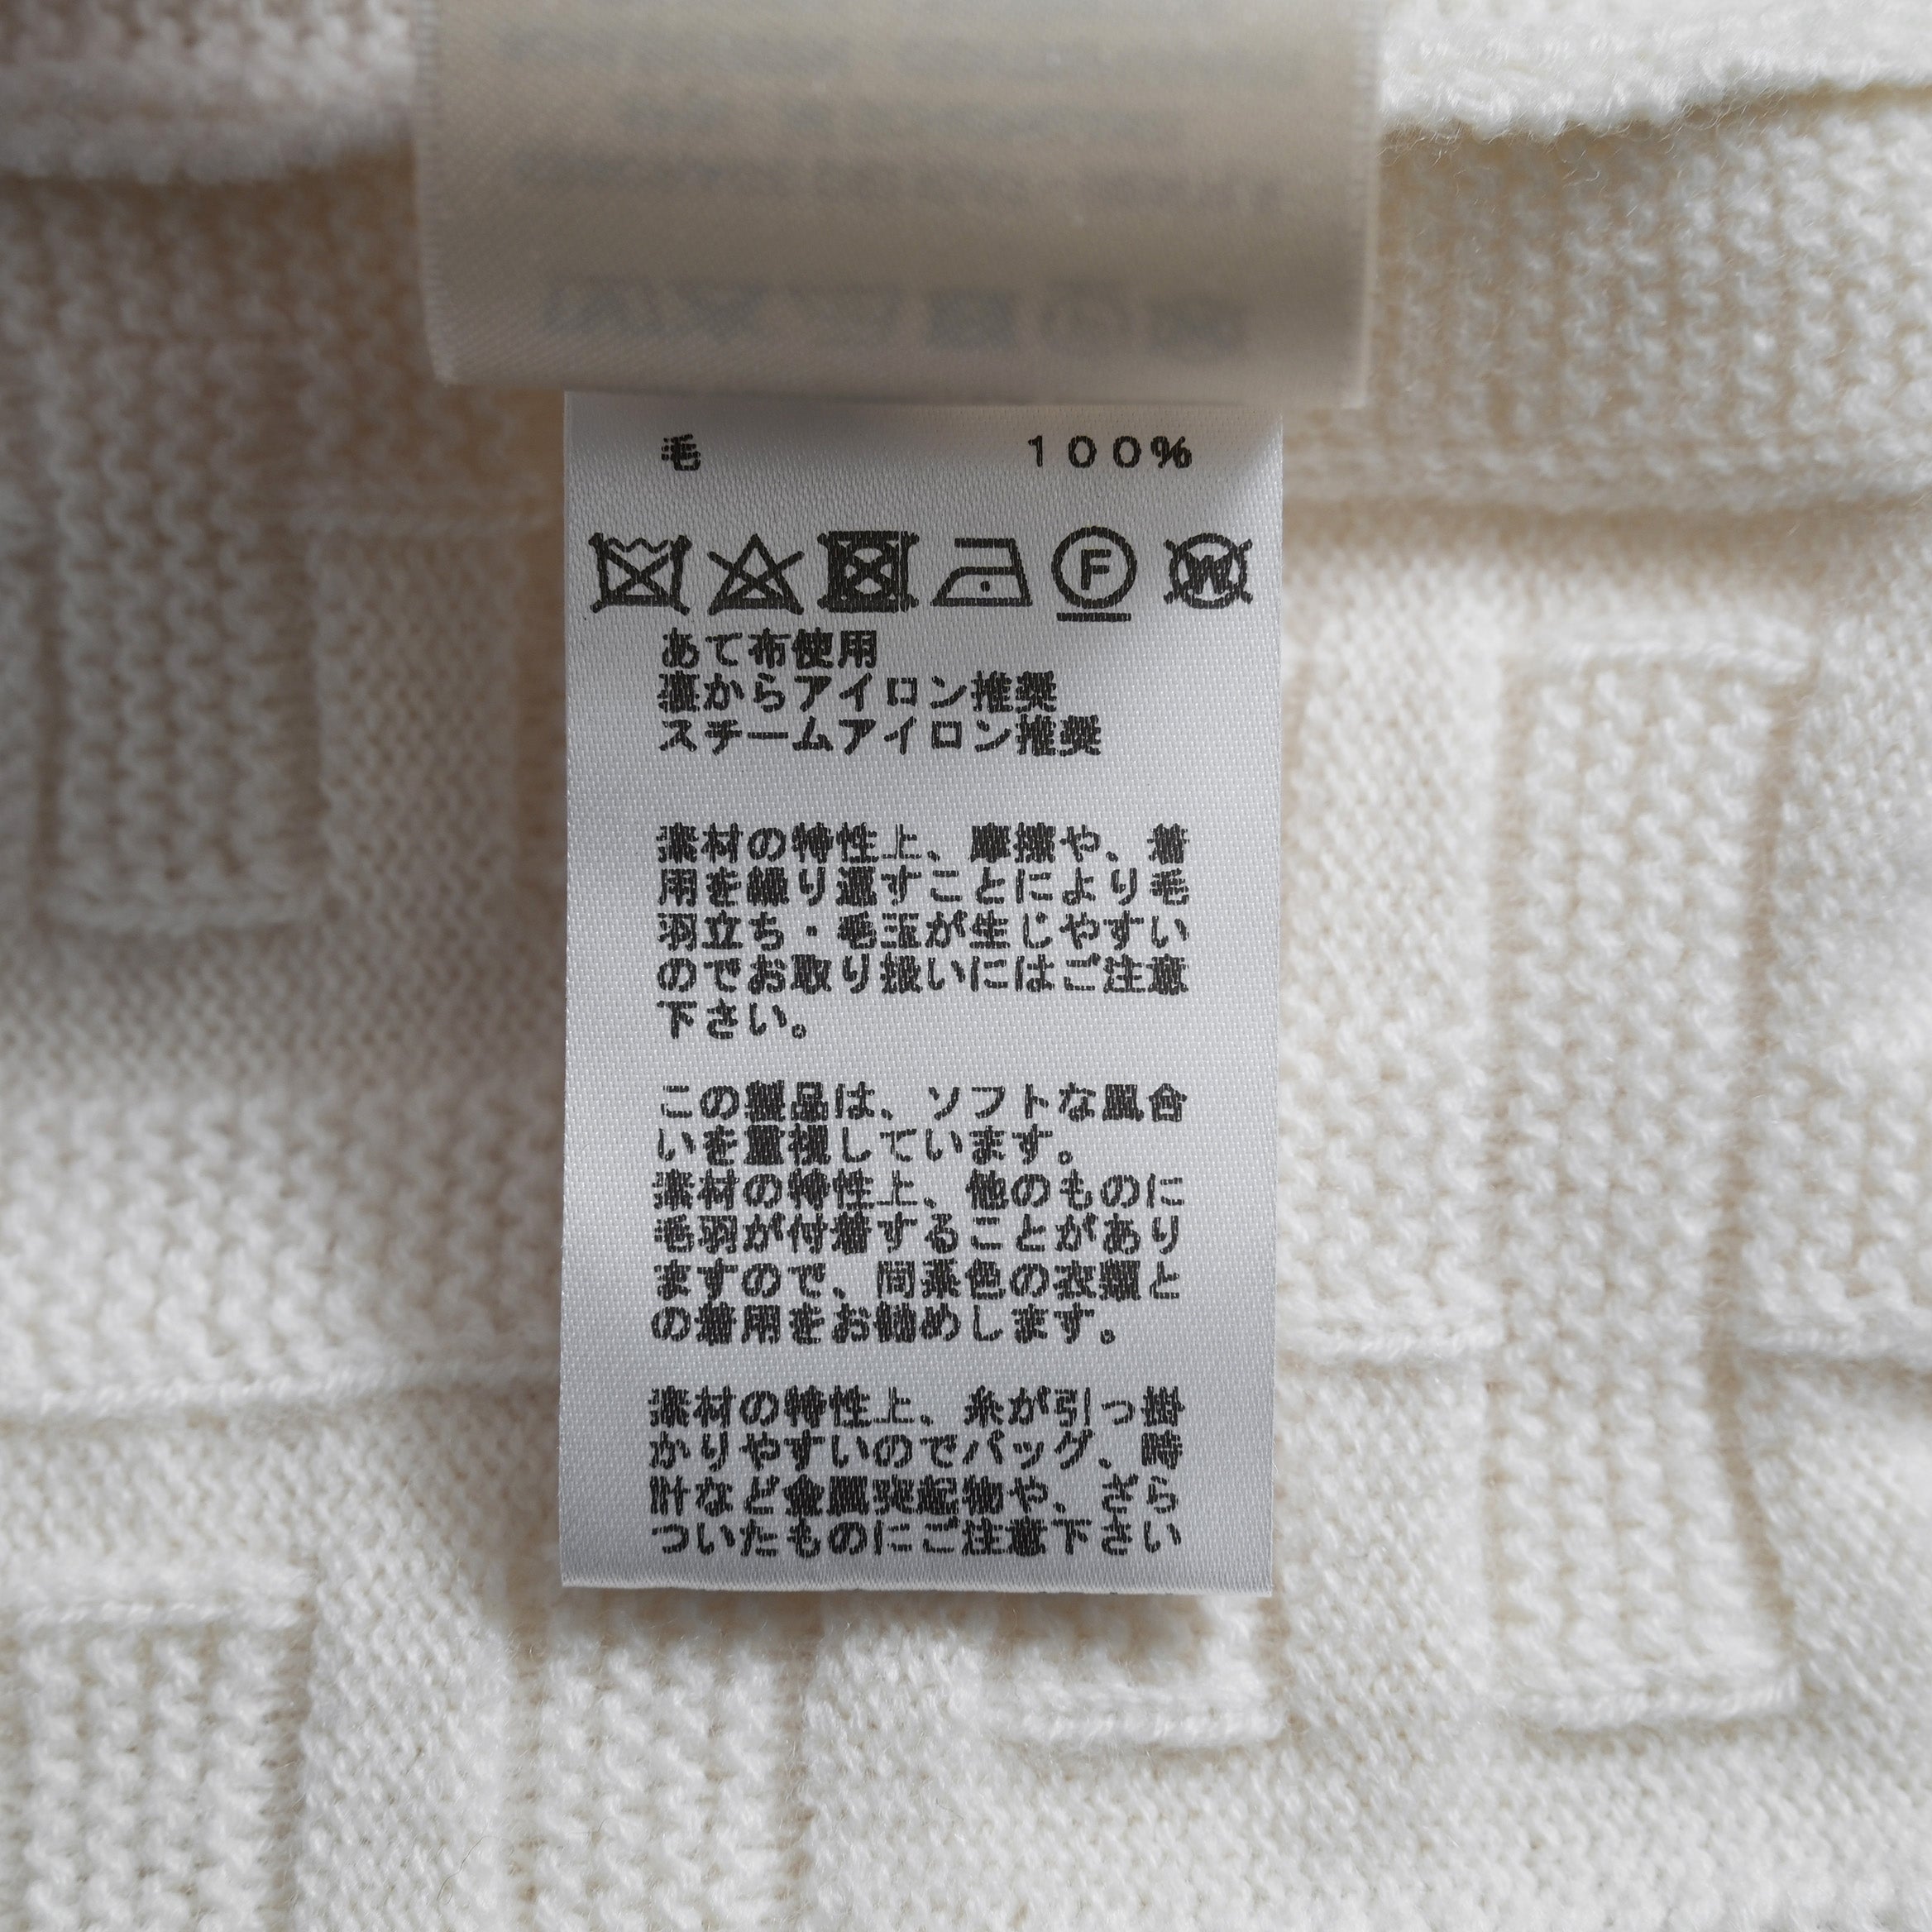 毛 100%
F W
あて布使用
裏からアイロン推奨
スチームアイロン推奨
素材の特性上、摩擦や、着
用を繰り返すことにより毛
羽立ち・毛玉が生じやすい
のでお取り扱いにはご注意
下さい。
この製品は、ソフトな風合
いを重視しています。
素材の特性上、他のものに
毛羽が付着することがあり
ますので、同系色の衣類と
の着用をお勧めします。
素材の特性上、糸が引っ掛
かりやすいのでバッグ、時
計など金属突起物や、ざら
ついたものにご注意下さい